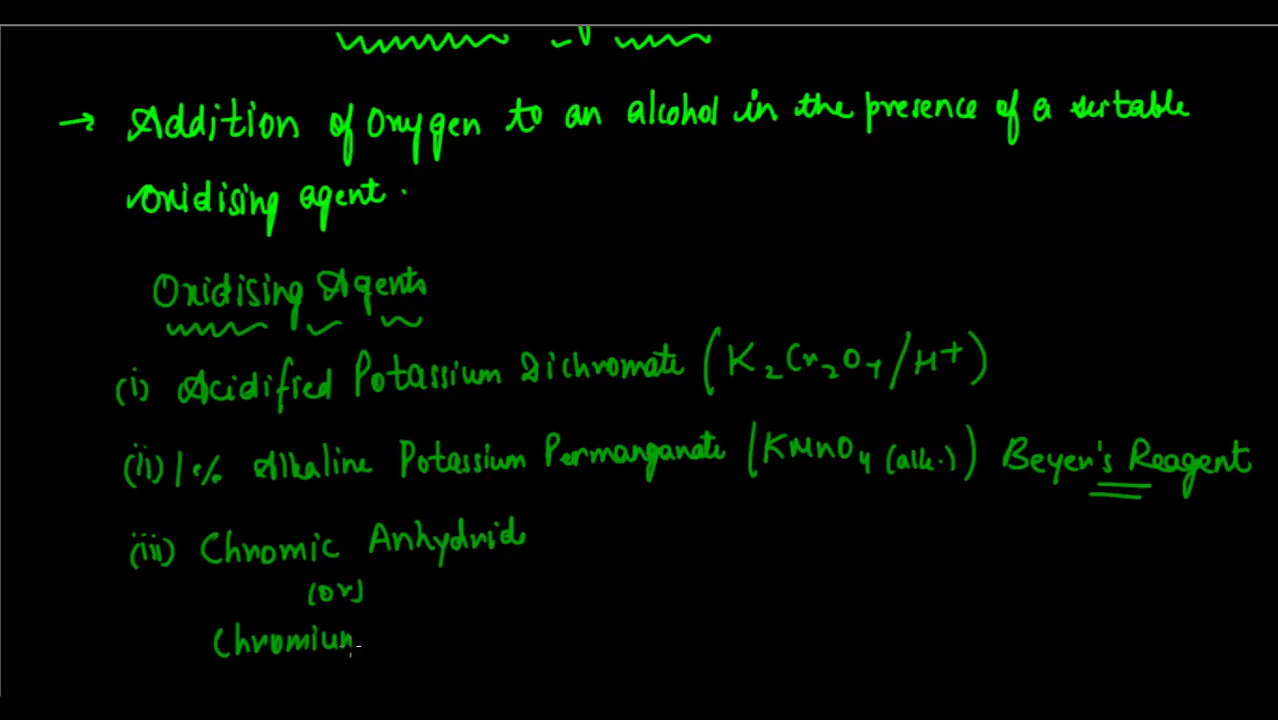 → Addition of oxygen to an alcohol in the presence of a suitable
oxidising agent.
Oxidising Agents
(i) Acidified Potassium Dichromate (K₂Cr₂O₇/H⁺)
(ii) 1% Alkaline Potassium Permanganate (KMnO₄ (alk.)) Beyer's Reagent
(iii) Chromic Anhydrid
(or)
Chromium